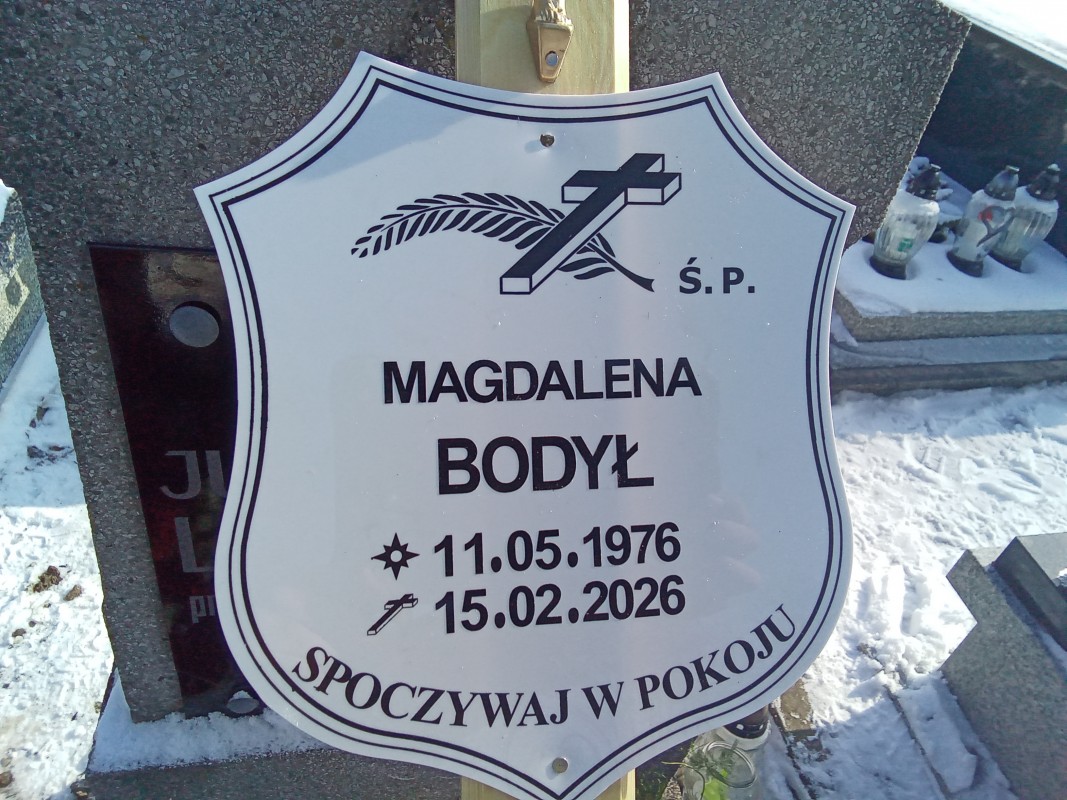 Ś.P.
MAGDALENA
BODYŁ
11.05.1976
15.02.2026
SPOCZYWAJ W POKOJU